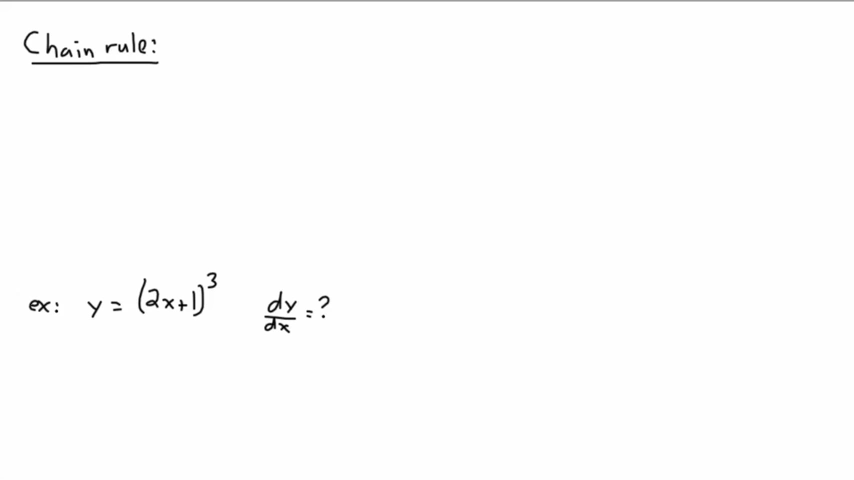 Chain rule:
ex: y = (2x+1)³ dy/dx = ?